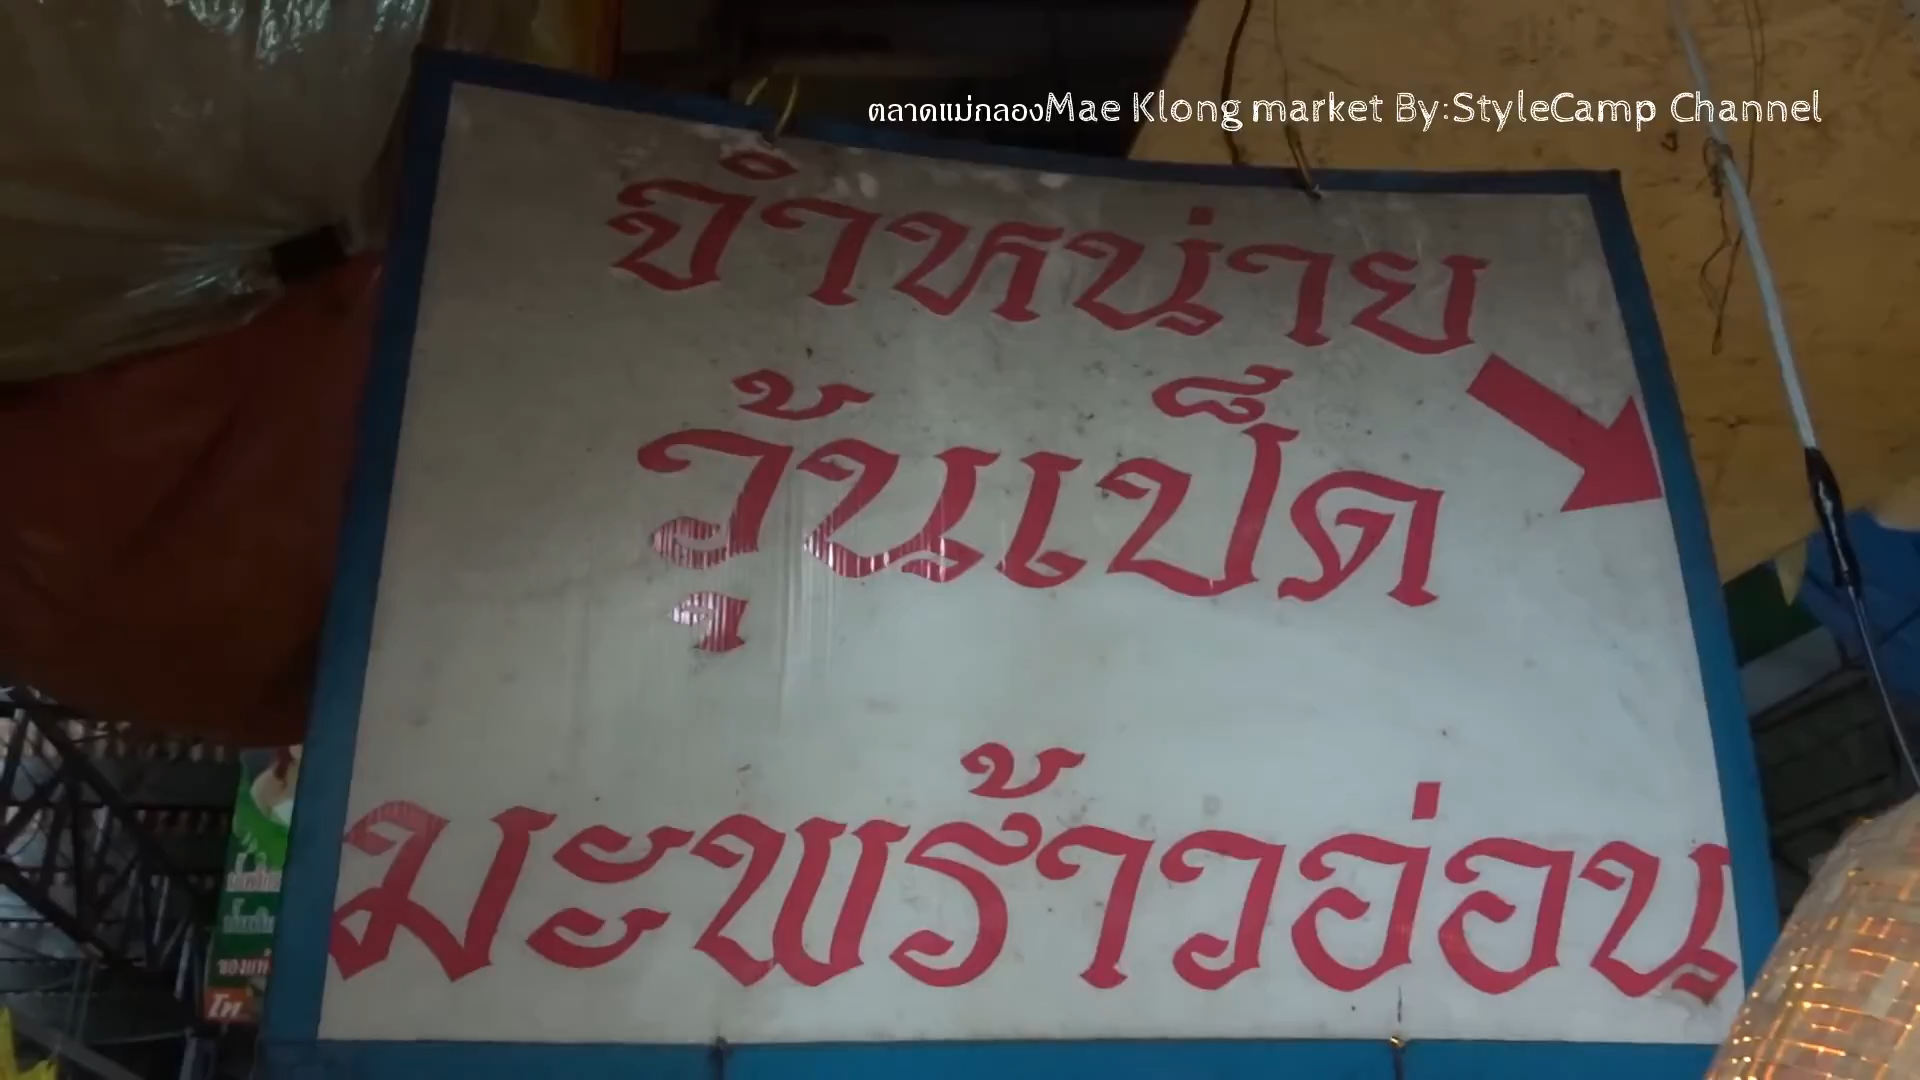 ตลาดแม่กลองMae Klong market By:StyleCamp Channel
จำหน่าย
วุ้นเป็ด
มะพร้าวอ่อน